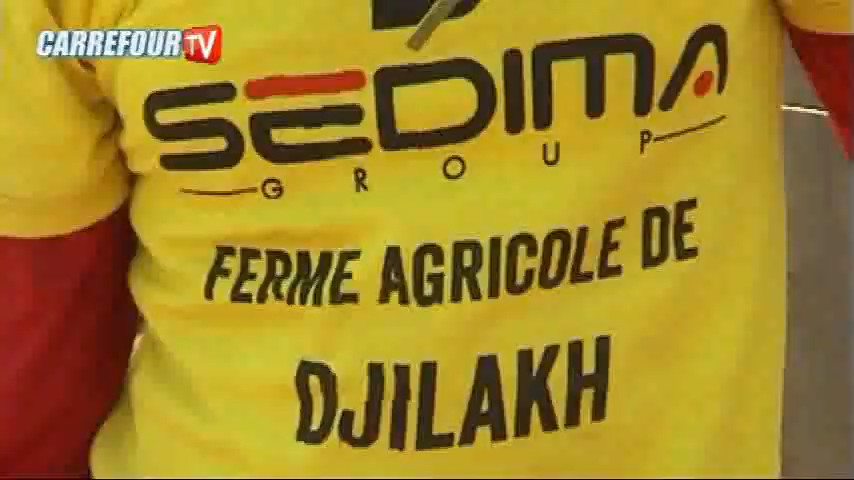 CARREFOUR TV
SEDIMA
GROUP
FERME AGRICOLE DE
DJILAKH